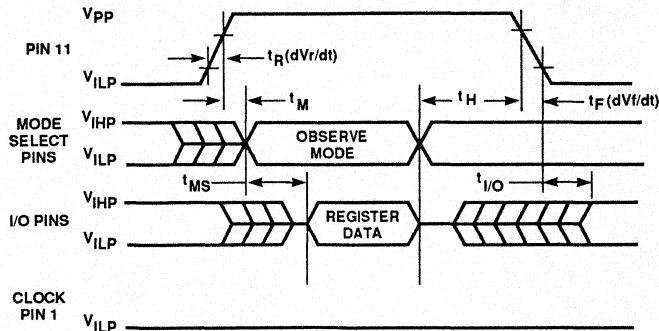 VPP
PIN 11
tR(dVr/dt)
VILP
tM
tH
tF(dVf/dt)
MODE
SELECT
PINS
VIHP
OBSERVE
MODE
VILP
tMS
tI/O
I/O PINS
VIHP
REGISTER
DATA
VILP
CLOCK
PIN 1
VILP